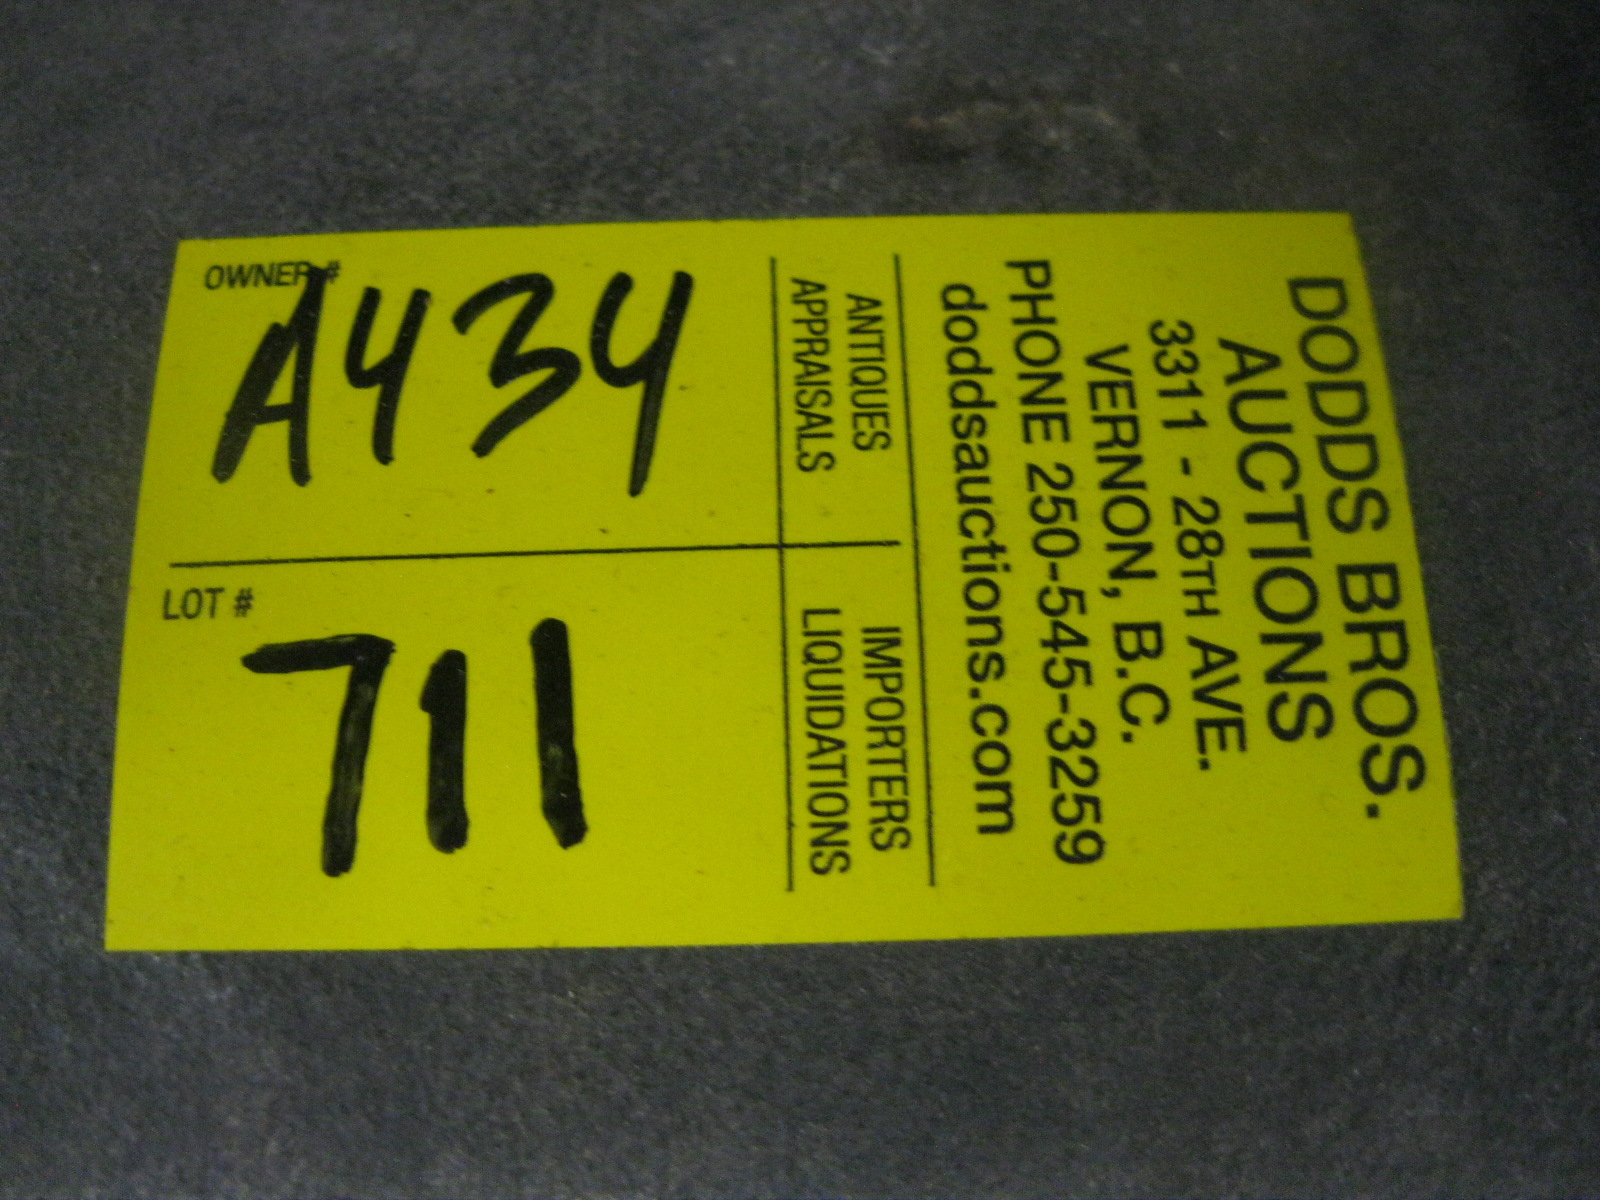 OWNER #
A434
LOT #
711
DODDS BROS.
AUCTIONS
3311 - 28TH AVE.
VERNON, B.C.
PHONE 250-545-3259
doddsauctions.com
ANTIQUES
APPRAISALS
IMPORTERS
LIQUIDATIONS